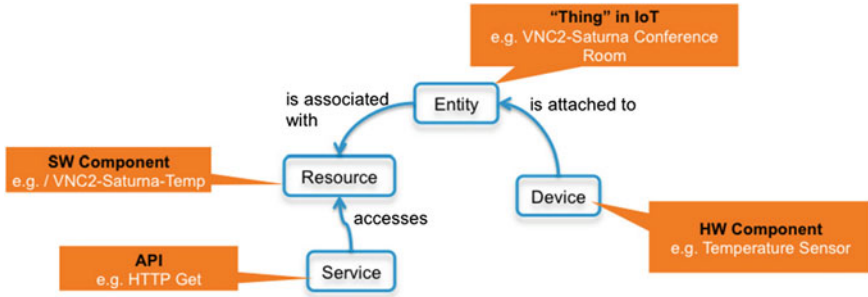 “Thing” in IoT
e.g. VNC2-Saturna Conference
Room
is associated
with
Entity
is attached to
SW Component
e.g. / VNC2-Saturna-Temp
Resource
Device
accesses
HW Component
e.g. Temperature Sensor
API
e.g. HTTP Get
Service